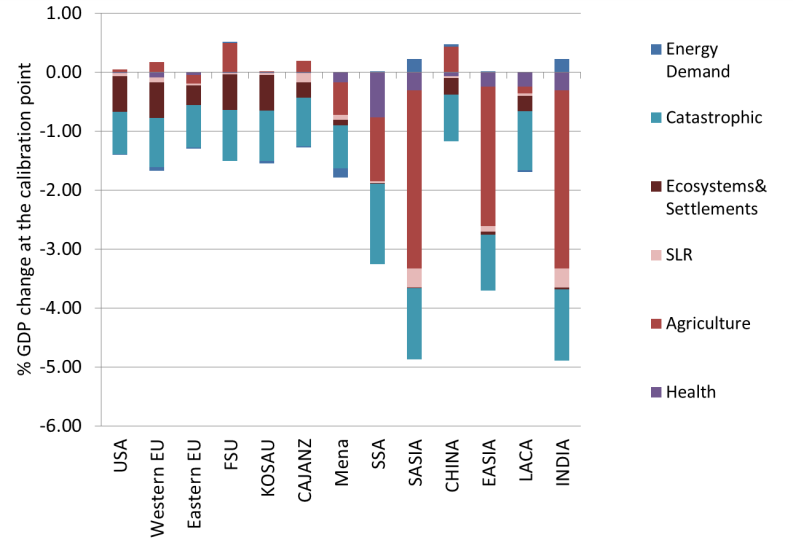 % GDP change at the calibration point
1.00
0.00
-1.00
-2.00
-3.00
-4.00
-5.00
-6.00
USA
Western EU
Eastern EU
FSU
KOSAU
CAJANZ
Mena
SSA
SASIA
CHINA
EASIA
LACA
INDIA
Energy
Demand
Catastrophic
Ecosystems&
Settlements
SLR
Agriculture
Health